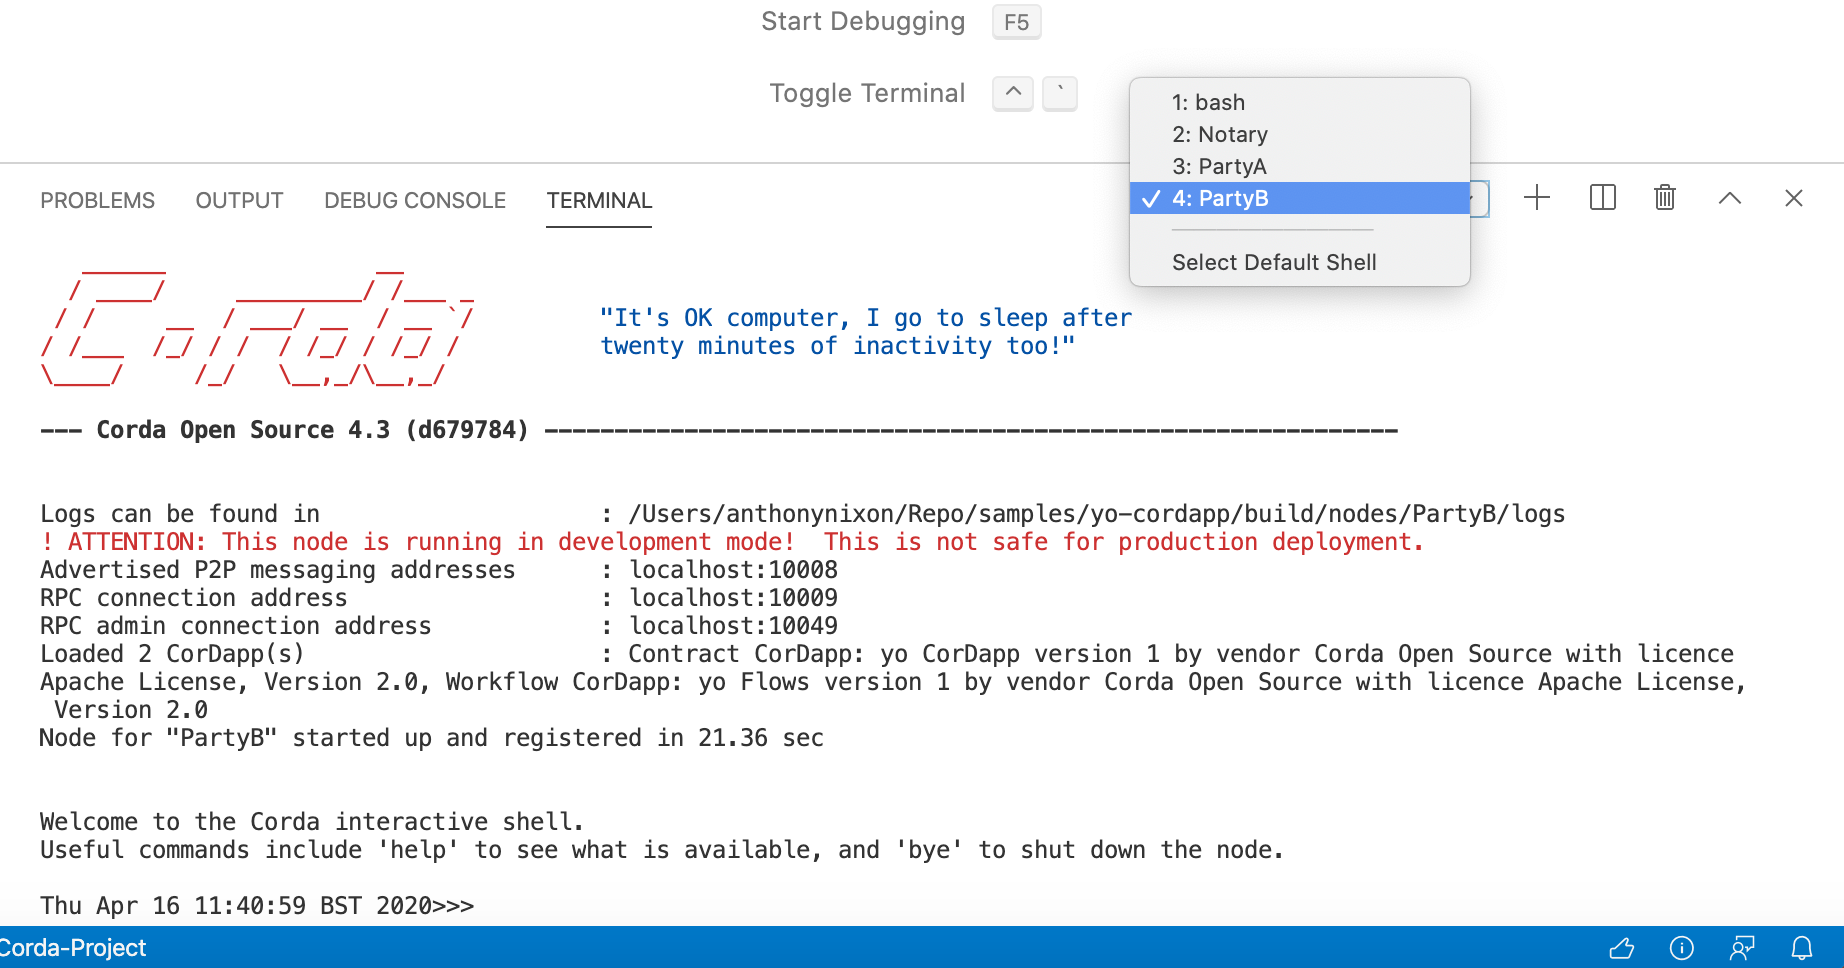 Start Debugging F5
Toggle Terminal ^ `
1: bash
2: Notary
3: PartyA
✓ 4: PartyB
Select Default Shell
PROBLEMS OUTPUT DEBUG CONSOLE TERMINAL
Corda
"It's OK computer, I go to sleep after
twenty minutes of inactivity too!"
--- Corda Open Source 4.3 (d679784) -------------------------------------------------------------
Logs can be found in : /Users/anthonynixon/Repo/samples/yo-cordapp/build/nodes/PartyB/logs
! ATTENTION: This node is running in development mode! This is not safe for production deployment.
Advertised P2P messaging addresses : localhost:10008
RPC connection address : localhost:10009
RPC admin connection address : localhost:10049
Loaded 2 CorDapp(s) : Contract CorDapp: yo CorDapp version 1 by vendor Corda Open Source with licence
Apache License, Version 2.0, Workflow CorDapp: yo Flows version 1 by vendor Corda Open Source with licence Apache License,
Version 2.0
Node for "PartyB" started up and registered in 21.36 sec
Welcome to the Corda interactive shell.
Useful commands include 'help' to see what is available, and 'bye' to shut down the node.
Thu Apr 16 11:40:59 BST 2020>>>
Corda-Project